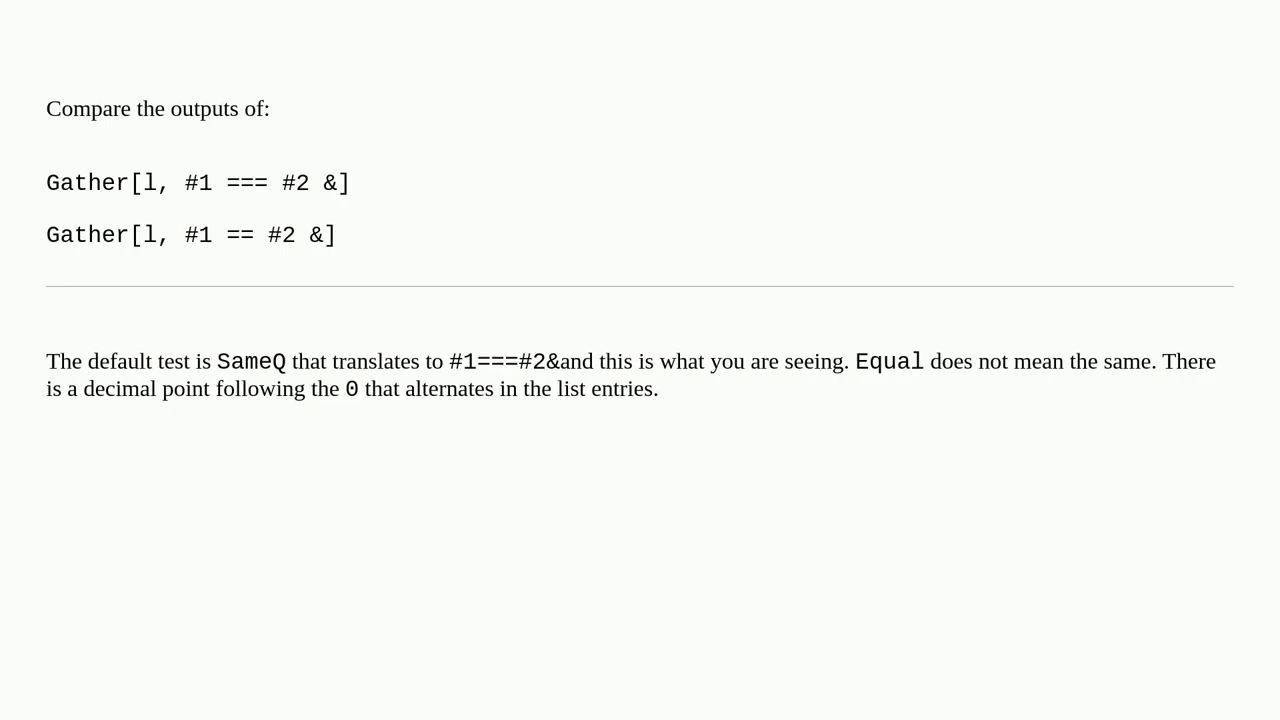 Compare the outputs of:
Gather[l, #1 === #2 &]
Gather[l, #1 == #2 &]
The default test is SameQ that translates to #1===#2&and this is what you are seeing. Equal does not mean the same. There
is a decimal point following the 0 that alternates in the list entries.